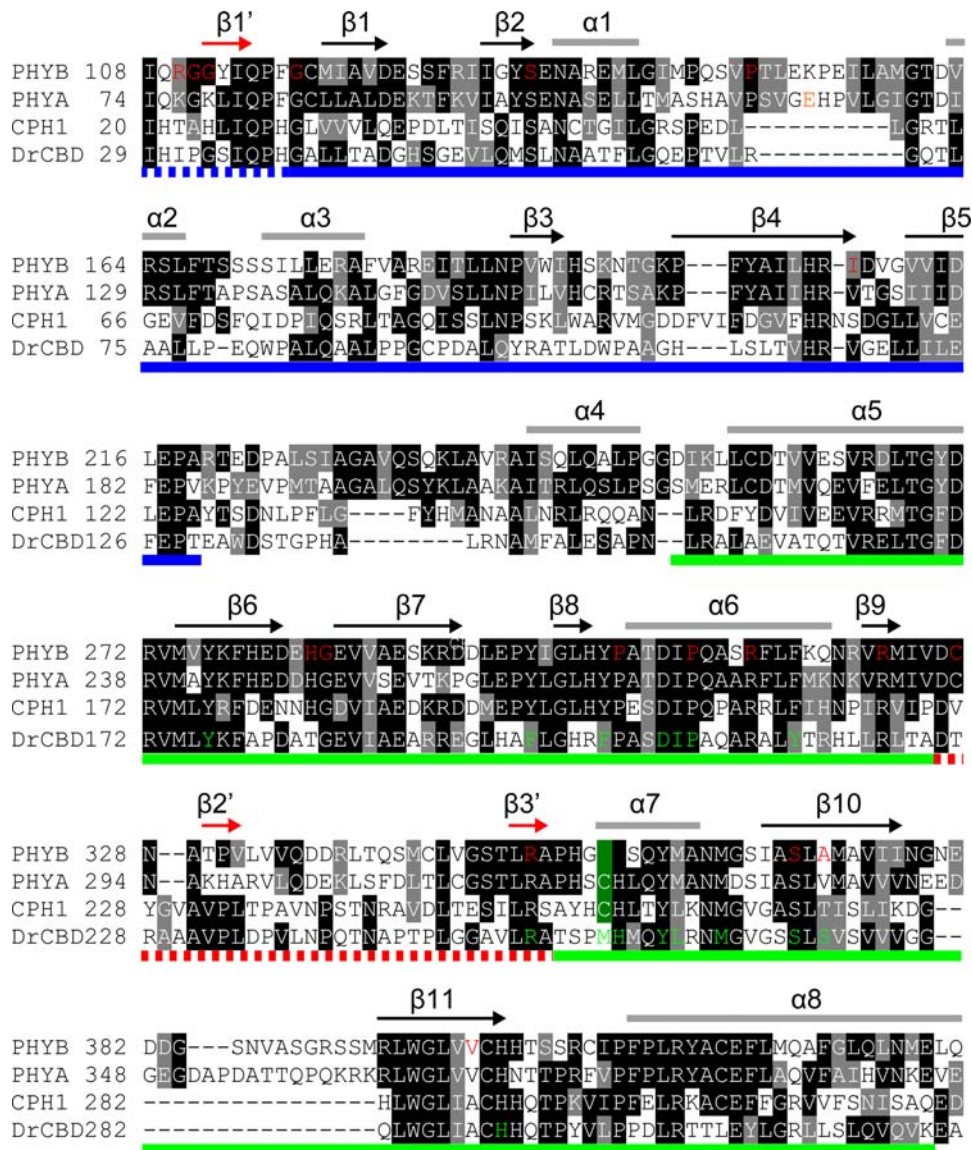 β1' β1 β2 α1
PHYB 108 IQRGGYIQPFGCMIAVDESSFRIIGYSENAREMLGIMPQSVPTLEKPEILAMGTDV
PHYA 74 IQKGKLIQPFGCLLALDEKTFKVIAYSENASELLTMASHAVPSVGEHPVLGIGTDI
CPH1 20 IHTAHLIQPHGLVVVLQEPDLTISQISANCTGILGRSPEDL----------LGRTL
DrCBD 29 IHIPGSIQPHGALLTADGHSGEVLQMSLNAATFLGQEPTVLR----------GQTL
α2 α3 β3 β4 β5
PHYB 164 RSLFTSSSSILLERAFVAREITLLNPVWIHSKNTGKP---FYAILHR-IDVGVVID
PHYA 129 RSLFTAPSASALQKALGFGDVSLLNPILVHCRTSAKP---FYAIIHR-VTGSIIID
CPH1 66 GEVFDSFQIDPIQSRLTAGQISSLNPSKLWARVMGDDFVIFDGVFHRNSDGLLVCE
DrCBD 75 AALLP-EQWPALQAALPPGCPDALQYRATLDWPAAGH---LSLTVHR-VGELLILE
α4 α5
PHYB 216 LEPARTEDPALSIAGAVQSQKLAVRAISQLQALPGGDIKLLCDTVVESVRDLTGYD
PHYA 182 FEPVKPYEVPMTAAGALQSYKLAAKAITRLQSLPSGSMERLCDTMVQEVFELTGYD
CPH1 122 LEPAYTSDNLPFLG----FYHMANAALNRLRQQAN--LRDFYDVIVEEVRRMTGFD
DrCBD126 FEPTEAWDSTGPHA--------LRNAMFALESAPN--LRALAEVATQTVRELTGFD
β6 β7 β8 α6 β9
PHYB 272 RVMVYKFHEDEHGEVVAESKRDDLEPYIGLHYPATDIPQASRFLFKQNRVRMIVDC
PHYA 238 RVMAYKFHEDDHGEVVSEVTKPGLEPYLGLHYPATDIPQAARFLFMKNKVRMIVDC
CPH1 172 RVMLYRFDENNHGDVIAEDKRDDMEPYLGLHYPESDIPQPARRLFIHNPIRVIPDV
DrCBD172 RVMLYKFAPDATGEVIAEARREGLHAFLGHRFPASDIPAQARALYTRHLLRLTADT
β2' β3' α7 β10
PHYB 328 N--ATPVLVVQDDRLTQSMCLVGSTLRAPHGCHSQYMANMGSIASLAMAVIINGNE
PHYA 294 N--AKHARVLQDEKLSFDLTLCGSTLRAPHSCHLQYMANMDSIASLVMAVVVNEED
CPH1 228 YGVAVPLTPAVNPSTNRAVDLTESILRSAYHCHLTYLKNMGVGASLTISLIKDG--
DrCBD228 RAAAVPLDPVLNPQTNAPTPLGGAVLRATSPMHMQYLRNMGVGSSLSVSVVVGG--
β11 α8
PHYB 382 DDG---SNVASGRSSMRLWGLVVCHHTSSRCIPFPLRYACEFLMQAFGLQLNMELQ
PHYA 348 GEGDAPDATTQPQKRKRLWGLVVCHNTTPRFVPFPLRYACEFLAQVFAIHVNKEVE
CPH1 282 ----------------HLWGLIACHHQTPKVIPFELRKACEFFGRVVFSNISAQED
DrCBD282 ----------------QLWGLIACHHQTPYVLPPDLRTTLEYLGRLLSLQVQVKEA